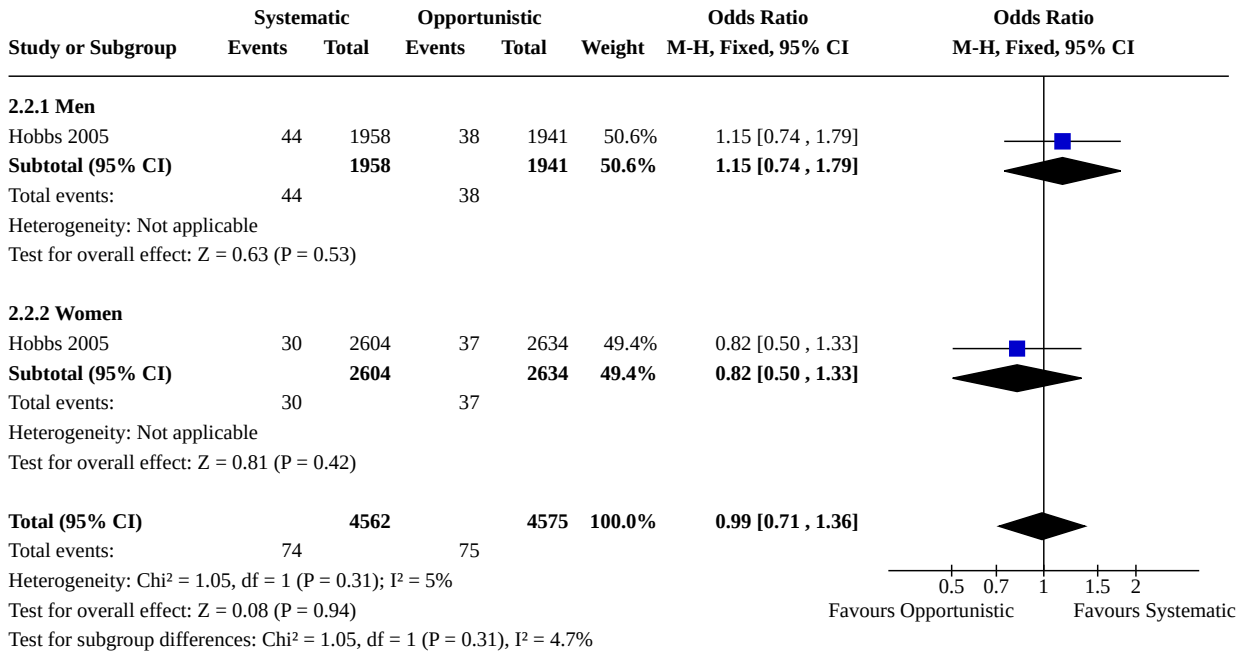 Systematic Opportunistic Odds Ratio Odds Ratio
Study or Subgroup Events Total Events Total Weight M-H, Fixed, 95% CI M-H, Fixed, 95% CI
2.2.1 Men
Hobbs 2005 44 1958 38 1941 50.6% 1.15 [0.74 , 1.79]
Subtotal (95% CI) 1958 1941 50.6% 1.15 [0.74 , 1.79]
Total events: 44 38
Heterogeneity: Not applicable
Test for overall effect: Z = 0.63 (P = 0.53)
2.2.2 Women
Hobbs 2005 30 2604 37 2634 49.4% 0.82 [0.50 , 1.33]
Subtotal (95% CI) 2604 2634 49.4% 0.82 [0.50 , 1.33]
Total events: 30 37
Heterogeneity: Not applicable
Test for overall effect: Z = 0.81 (P = 0.42)
Total (95% CI) 4562 4575 100.0% 0.99 [0.71 , 1.36]
Total events: 74 75
Heterogeneity: Chi² = 1.05, df = 1 (P = 0.31); I² = 5%
0.5 0.7 1 1.5 2
Test for overall effect: Z = 0.08 (P = 0.94) Favours Opportunistic Favours Systematic
Test for subgroup differences: Chi² = 1.05, df = 1 (P = 0.31), I² = 4.7%